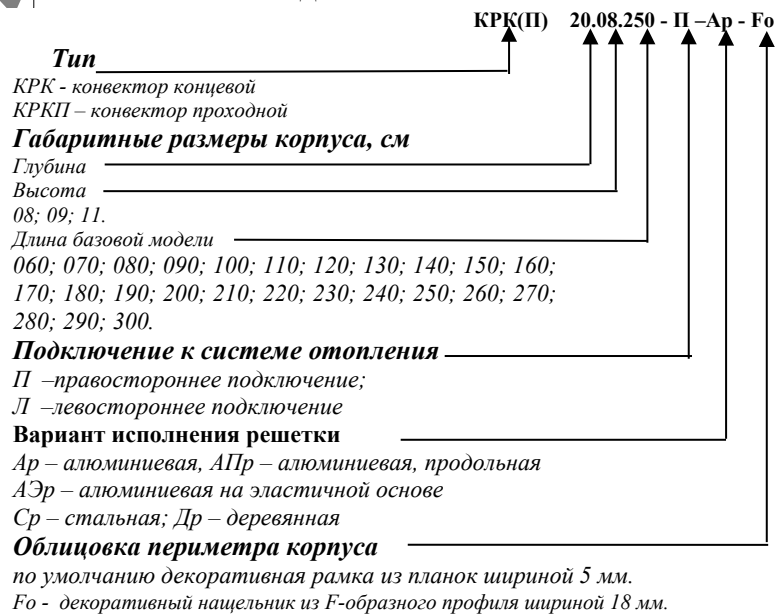 КРК(П) 20.08.250 - П –Ар - Fo
Тип
КРК - конвектор концевой
КРКП – конвектор проходной
Габаритные размеры корпуса, см
Глубина
Высота
08; 09; 11.
Длина базовой модели
060; 070; 080; 090; 100; 110; 120; 130; 140; 150; 160;
170; 180; 190; 200; 210; 220; 230; 240; 250; 260; 270;
280; 290; 300.
Подключение к системе отопления
П –правостороннее подключение;
Л –левостороннее подключение
Вариант исполнения решетки
Ар – алюминиевая, АПр – алюминиевая, продольная
АЭр – алюминиевая на эластичной основе
Ср – стальная; Др – деревянная
Облицовка периметра корпуса
по умолчанию декоративная рамка из планок шириной 5 мм.
Fo - декоративный нащельник из F-образного профиля шириной 18 мм.